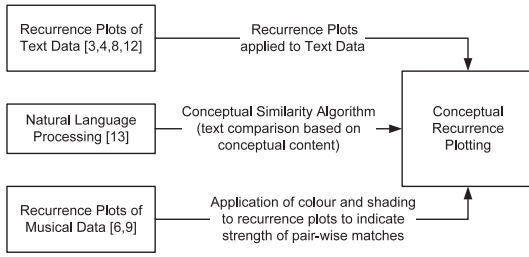 Recurrence Plots of
Text Data [3,4,8,12]
Recurrence Plots
applied to Text Data
Natural Language
Processing [13]
Conceptual Similarity Algorithm
(text comparison based on
conceptual content)
Conceptual
Recurrence
Plotting
Recurrence Plots of
Musical Data [6,9]
Application of colour and shading
to recurrence plots to indicate
strength of pair-wise matches